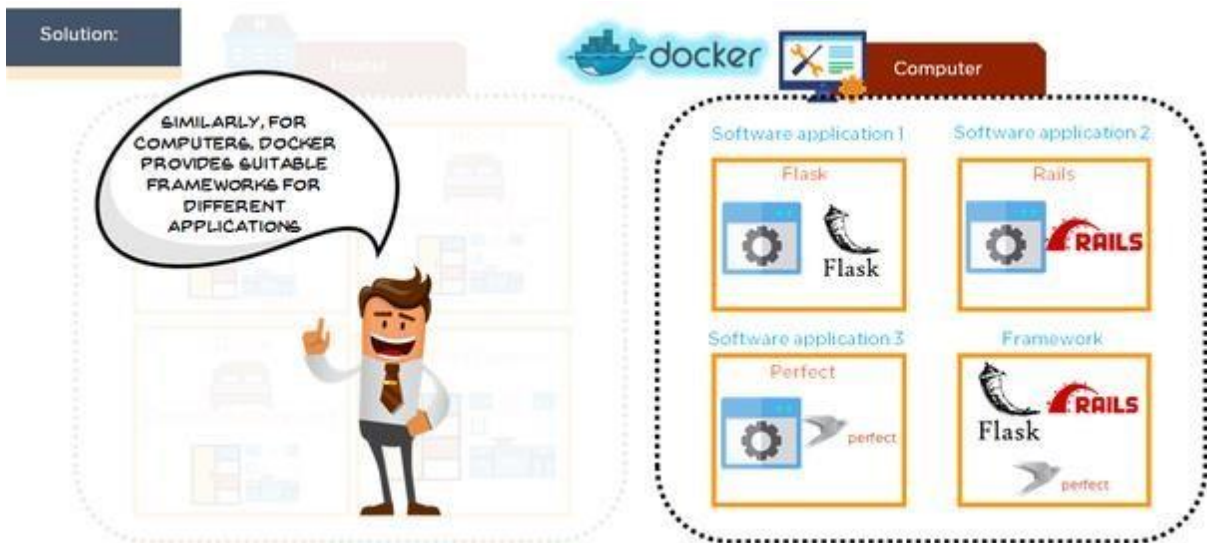 Solution:
docker
Computer
SIMILARLY, FOR
COMPUTERS, DOCKER
PROVIDES SUITABLE
FRAMEWORKS FOR
DIFFERENT
APPLICATIONS
Software application 1
Flask
Flask
Software application 2
Rails
RAILS
Software application 3
Perfect
perfect
Framework
Flask
RAILS
perfect